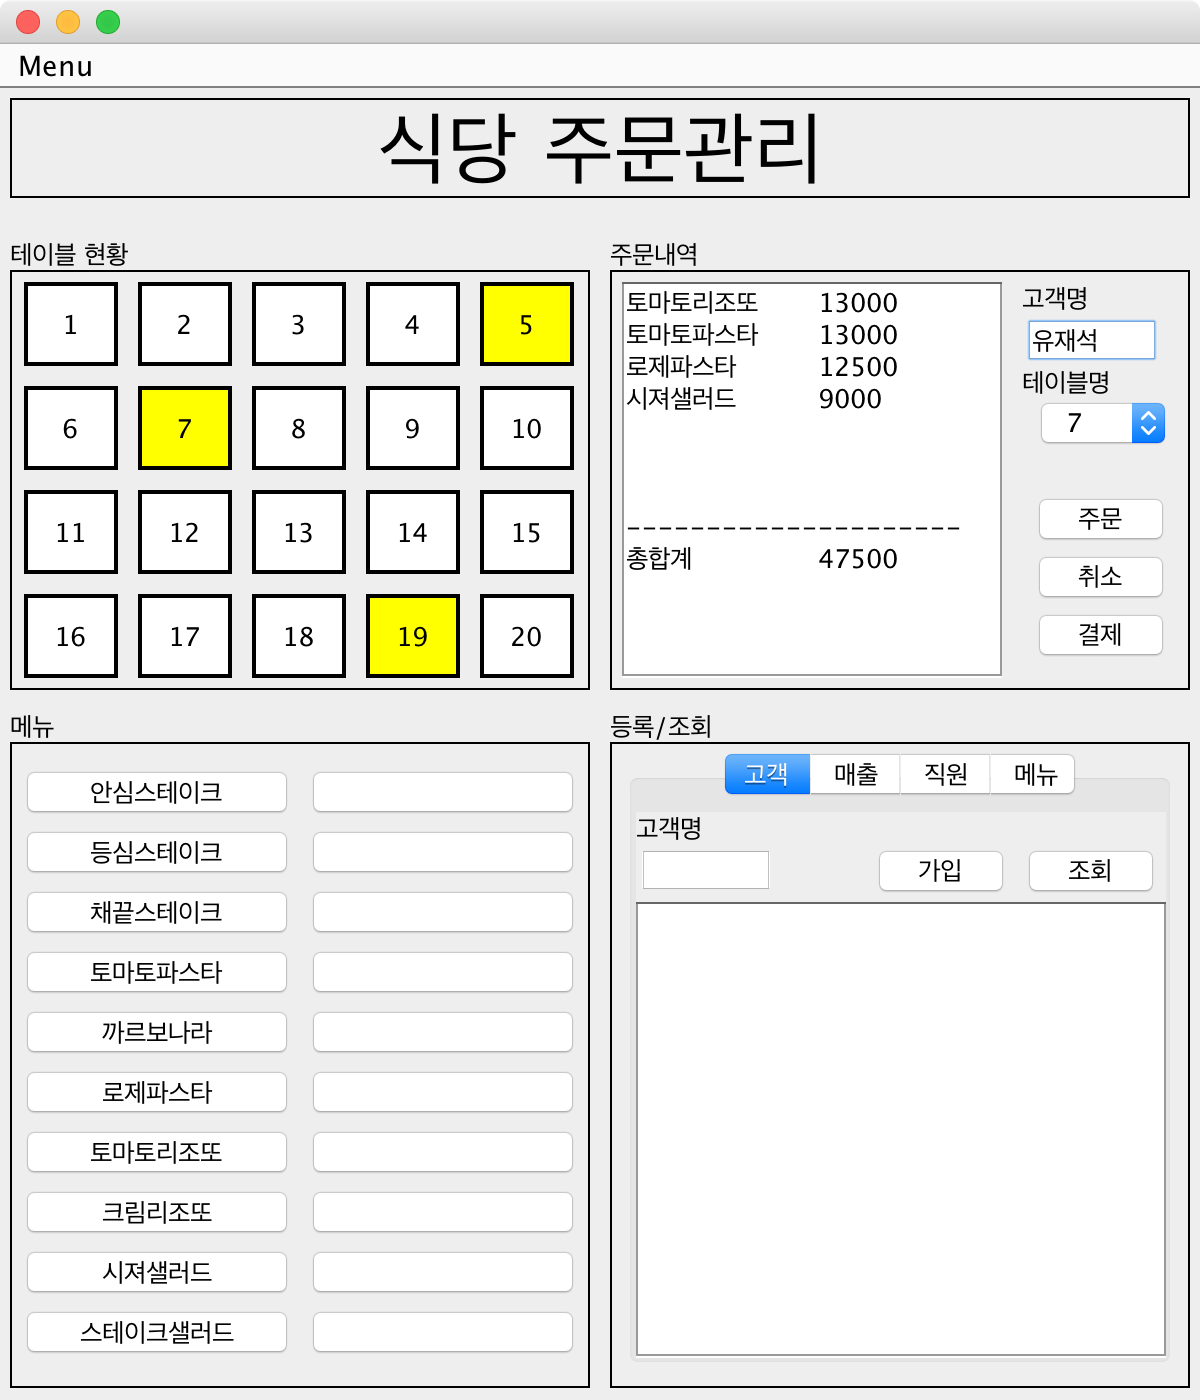 Menu
식당 주문관리
테이블 현황
1 2 3 4 5
6 7 8 9 10
11 12 13 14 15
16 17 18 19 20
주문내역
토마토리조또 13000
토마토파스타 13000
로제파스타 12500
시져샐러드 9000
---------------------
총합계 47500
고객명
유재석
테이블명
7
주문
취소
결제
메뉴
안심스테이크
등심스테이크
채끝스테이크
토마토파스타
까르보나라
로제파스타
토마토리조또
크림리조또
시져샐러드
스테이크샐러드
등록/조회
고객 매출 직원 메뉴
고객명
가입 조회